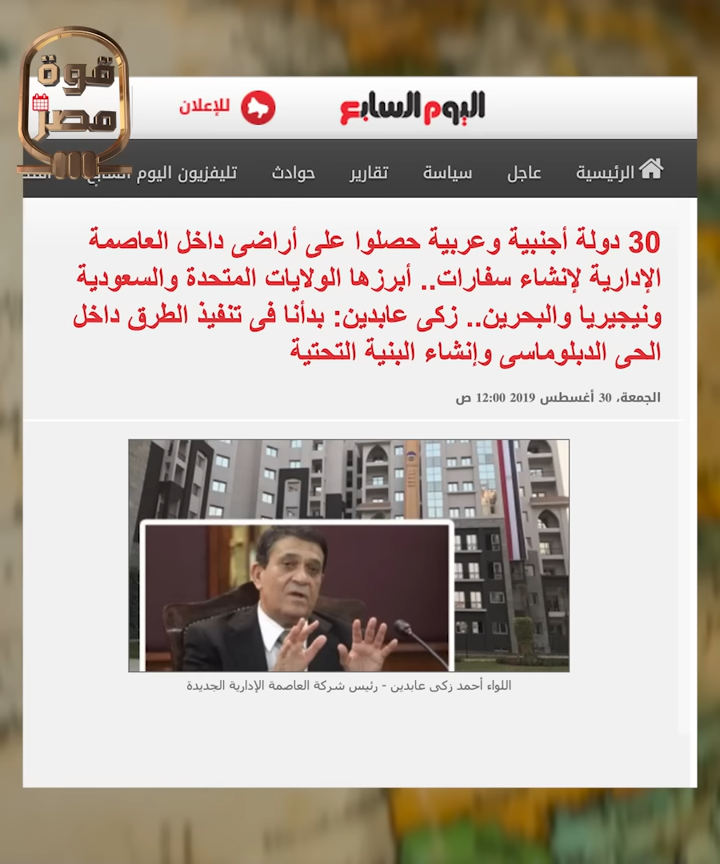 قوة
مصر
اليوم السابع
للإعلان
الرئيسية عاجل سياسة تقارير حوادث تليفزيون اليوم السابع
30 دولة أجنبية وعربية حصلوا على أراضى داخل العاصمة
الإدارية لإنشاء سفارات.. أبرزها الولايات المتحدة والسعودية
ونيجيريا والبحرين.. زكى عابدين: بدأنا فى تنفيذ الطرق داخل
الحى الدبلوماسى وإنشاء البنية التحتية
الجمعة، 30 أغسطس 2019 12:00 ص
اللواء أحمد زكى عابدين - رئيس شركة العاصمة الإدارية الجديدة